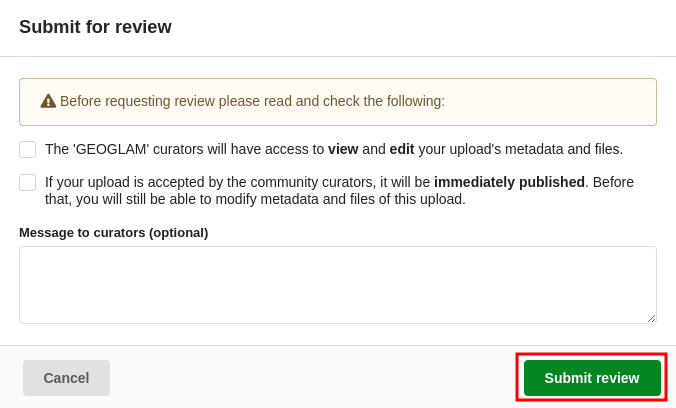 Submit for review
Before requesting review please read and check the following:
The 'GEOGLAM' curators will have access to view and edit your upload's metadata and files.
If your upload is accepted by the community curators, it will be immediately published. Before
that, you will still be able to modify metadata and files of this upload.
Message to curators (optional)
Cancel
Submit review